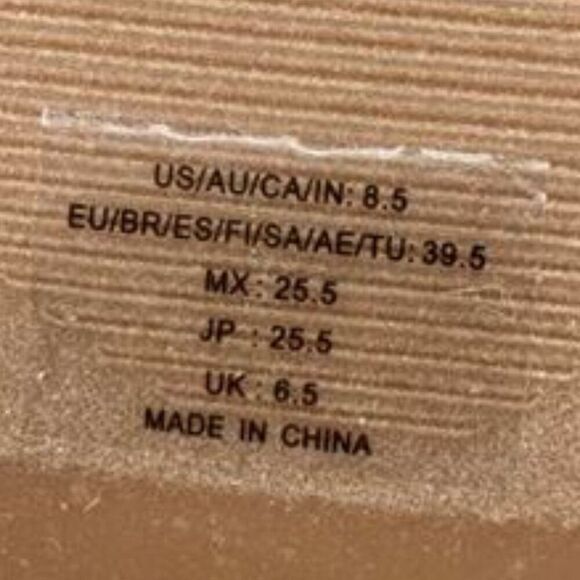 US/AU/CA/IN: 8.5
EU/BR/ES/FI/SA/AE/TU: 39.5
MX : 25.5
JP : 25.5
UK : 6.5
MADE IN CHINA